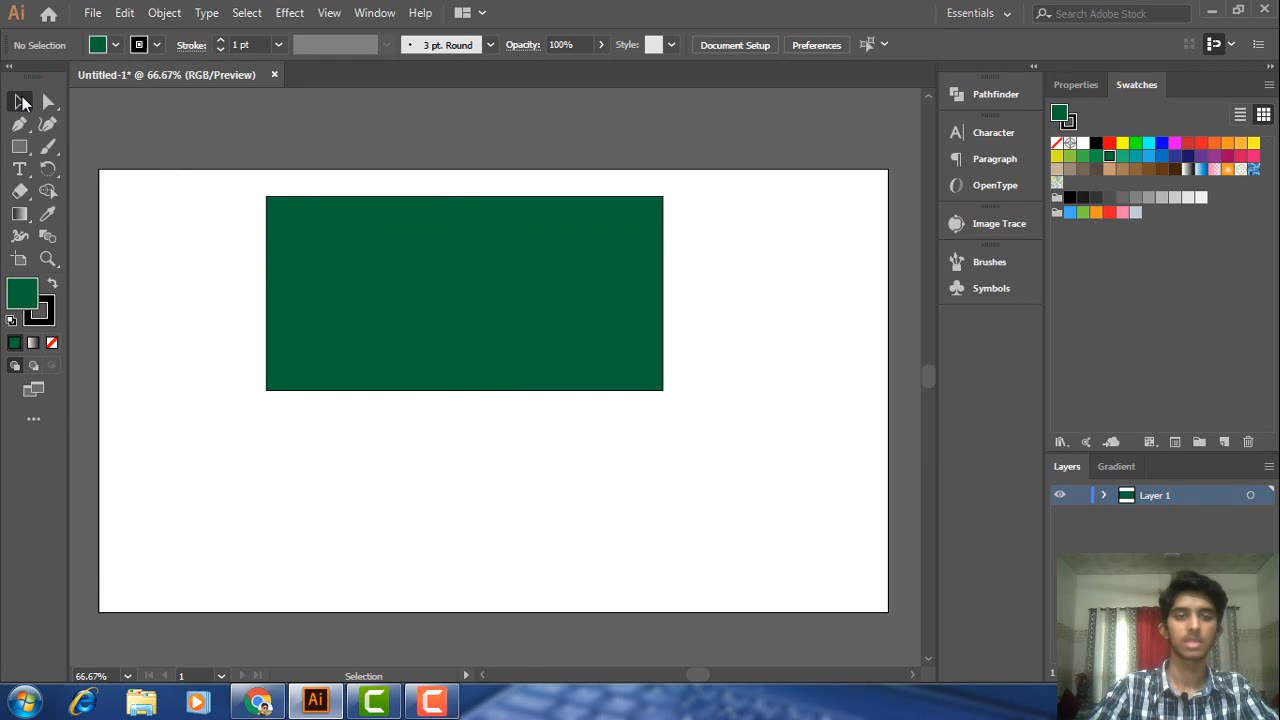 Ai File Edit Object Type Select Effect View Window Help Essentials Search Adobe Stock
No Selection Stroke: 1 pt 3 pt. Round Opacity: 100% Style: Document Setup Preferences
Untitled-1* @ 66.67% (RGB/Preview)
Properties Swatches
Pathfinder
Character
Paragraph
OpenType
Image Trace
Brushes
Symbols
Layers Gradient
Layer 1
1
66.67% 1 Selection
Ai